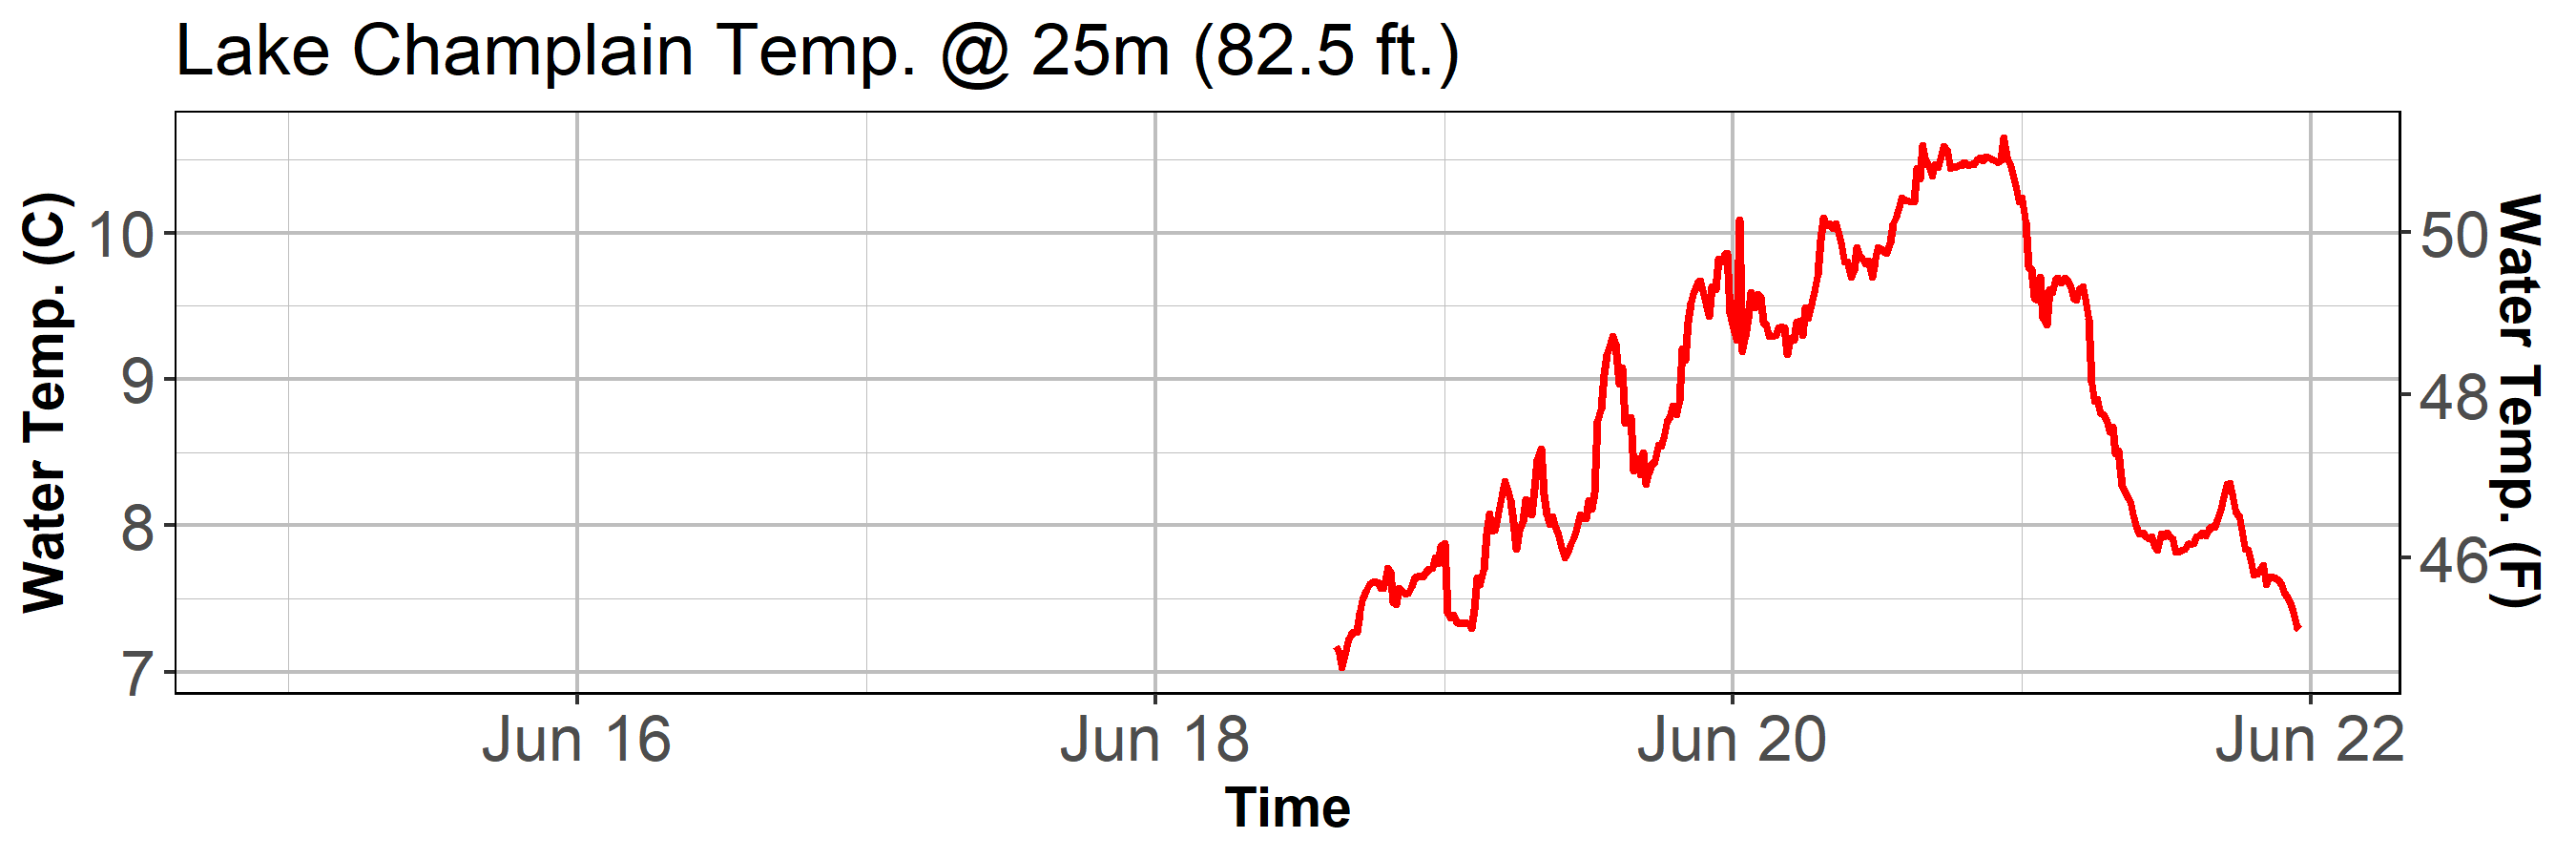 Lake Champlain Temp. @ 25m (82.5 ft.)
Water Temp. (C)
10
9
8
7
50
48
46
Water Temp. (F)
Jun 16
Jun 18
Jun 20
Jun 22
Time